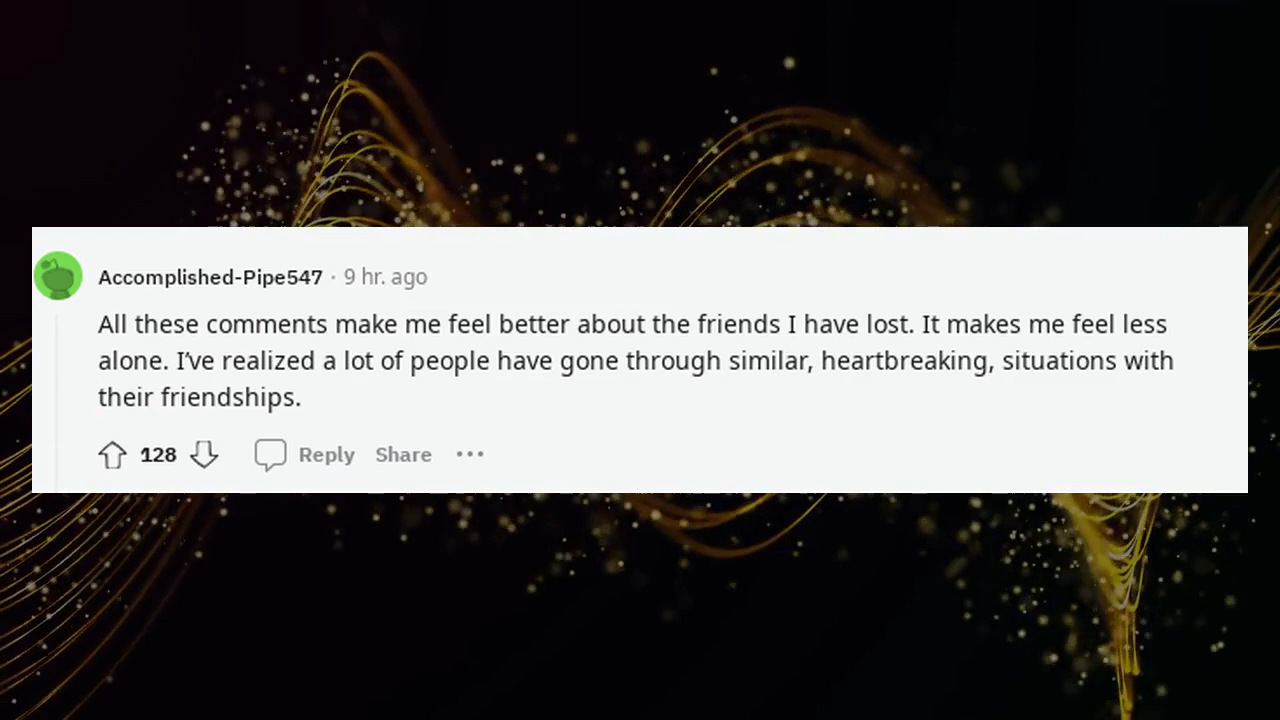 Accomplished-Pipe547 · 9 hr. ago
All these comments make me feel better about the friends I have lost. It makes me feel less
alone. I’ve realized a lot of people have gone through similar, heartbreaking, situations with
their friendships.
128 Reply Share •••